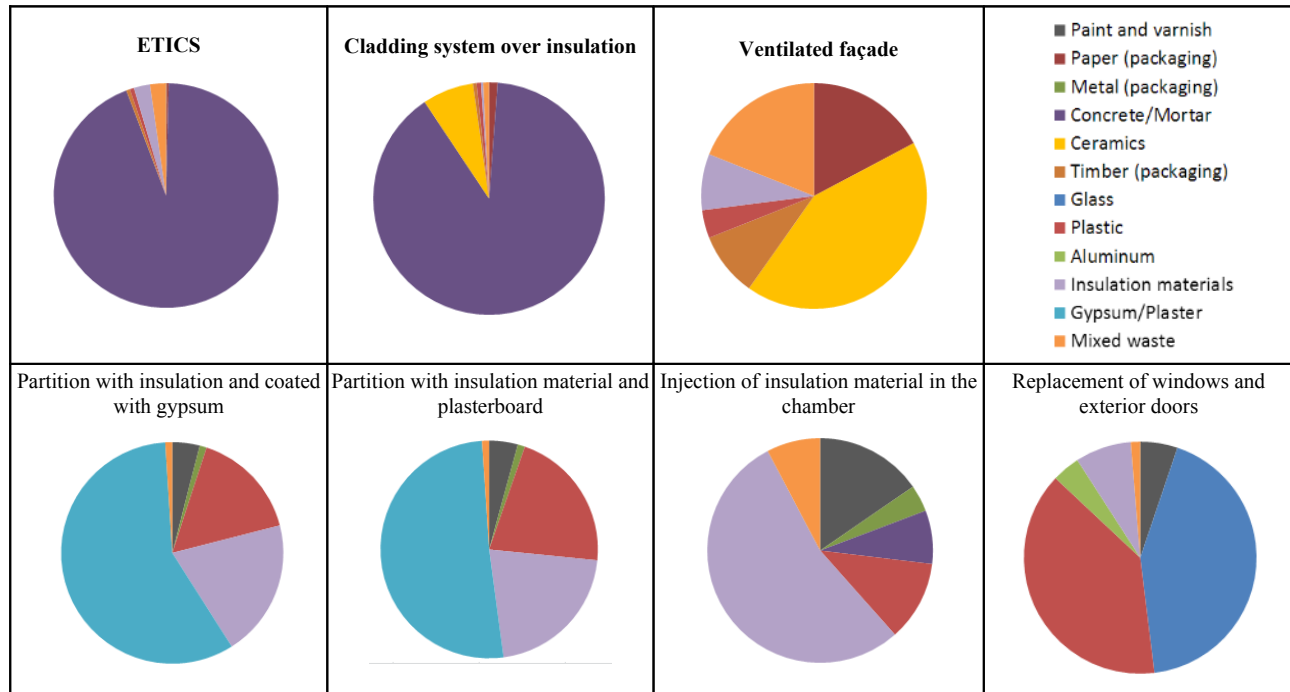 ETICS
Cladding system over insulation
Ventilated façade
Paint and varnish
Paper (packaging)
Metal (packaging)
Concrete/Mortar
Ceramics
Timber (packaging)
Glass
Plastic
Aluminum
Insulation materials
Gypsum/Plaster
Mixed waste
Partition with insulation and coated
with gypsum
Partition with insulation material and
plasterboard
Injection of insulation material in the
chamber
Replacement of windows and
exterior doors